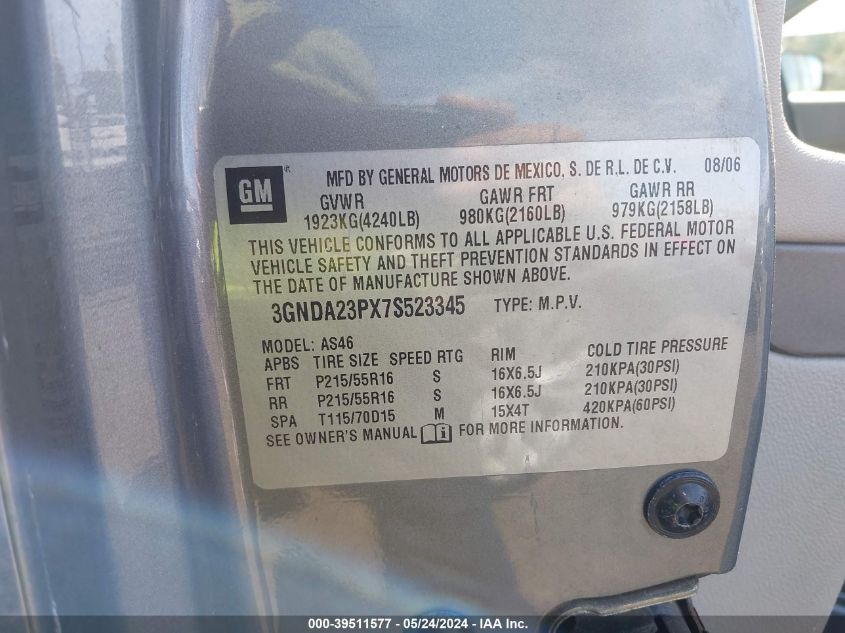 GM
MFD BY GENERAL MOTORS DE MEXICO, S. DE R.L. DE C.V. 08/06
GVWR GAWR FRT GAWR RR
1923KG(4240LB) 980KG(2160LB) 979KG(2158LB)
THIS VEHICLE CONFORMS TO ALL APPLICABLE U.S. FEDERAL MOTOR
VEHICLE SAFETY AND THEFT PREVENTION STANDARDS IN EFFECT ON
THE DATE OF MANUFACTURE SHOWN ABOVE.
3GNDA23PX7S523345 TYPE: M.P.V.
MODEL: AS46
APBS TIRE SIZE SPEED RTG RIM COLD TIRE PRESSURE
FRT P215/55R16 S 16X6.5J 210KPA(30PSI)
RR P215/55R16 S 16X6.5J 210KPA(30PSI)
SPA T115/70D15 M 15X4T 420KPA(60PSI)
SEE OWNER'S MANUAL FOR MORE INFORMATION.
000-39511577 - 05/24/2024 - IAA Inc.